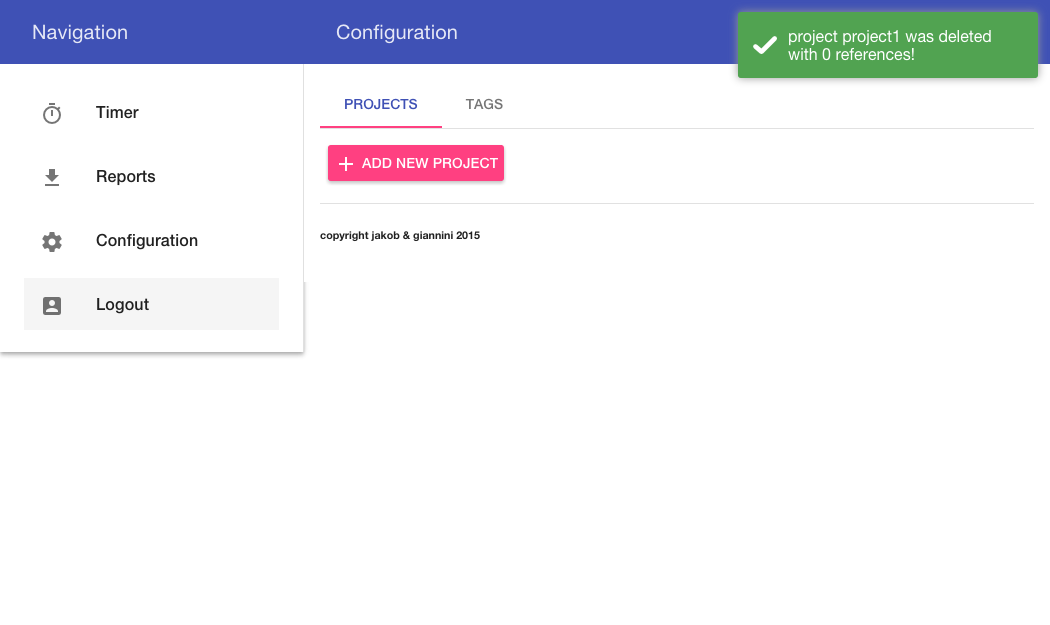 Navigation
Configuration
project project1 was deleted
with 0 references!
Timer
Reports
Configuration
Logout
PROJECTS
TAGS
ADD NEW PROJECT
copyright jakob & giannini 2015